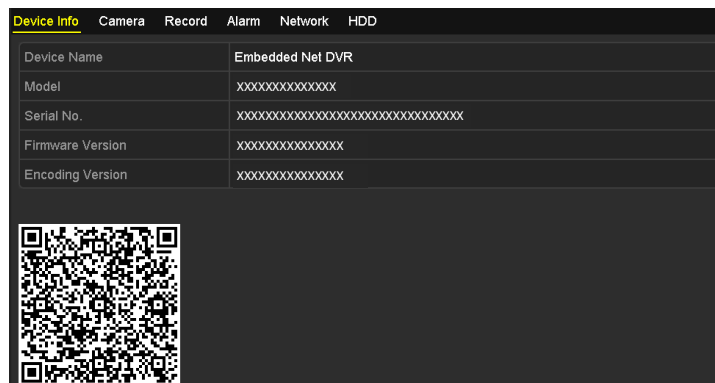 Device Info Camera Record Alarm Network HDD
Device Name Embedded Net DVR
Model XXXXXXXXXXXXXX
Serial No. XXXXXXXXXXXXXXXXXXXXXXXXXXXXXXXX
Firmware Version XXXXXXXXXXXXXXX
Encoding Version XXXXXXXXXXXXXXX